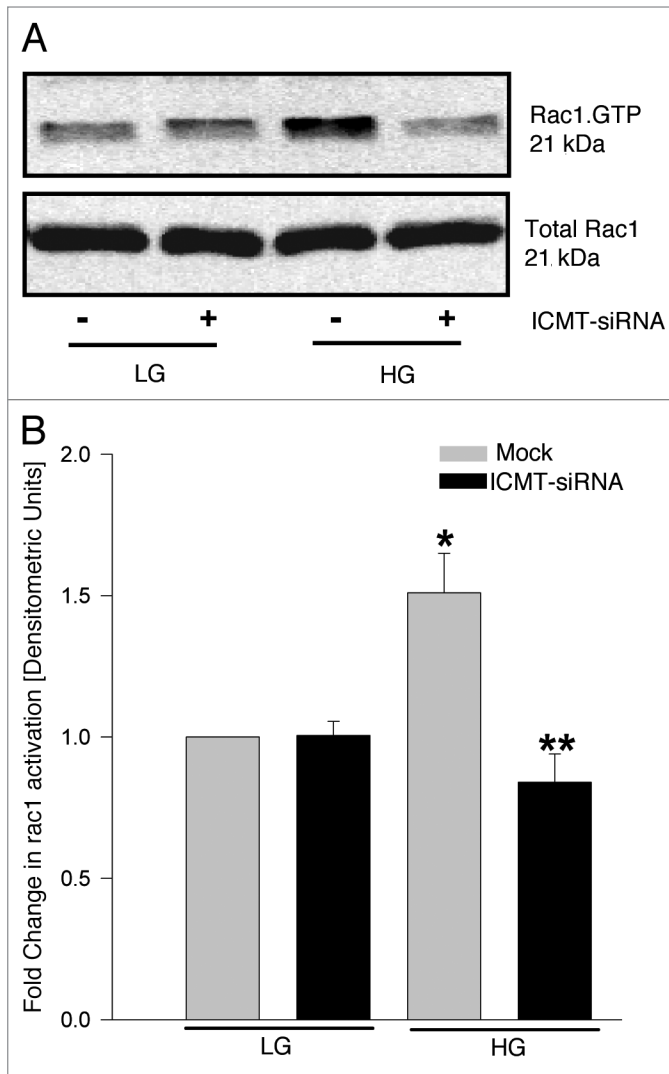 A
Rac1.GTP
21 kDa
Total Rac1
21 kDa
- + - + ICMT-siRNA
LG HG
B
Fold Change in rac1 activation [Densitometric Units]
2.0
1.5
1.0
0.5
0.0
Mock
ICMT-siRNA
*
**
LG HG